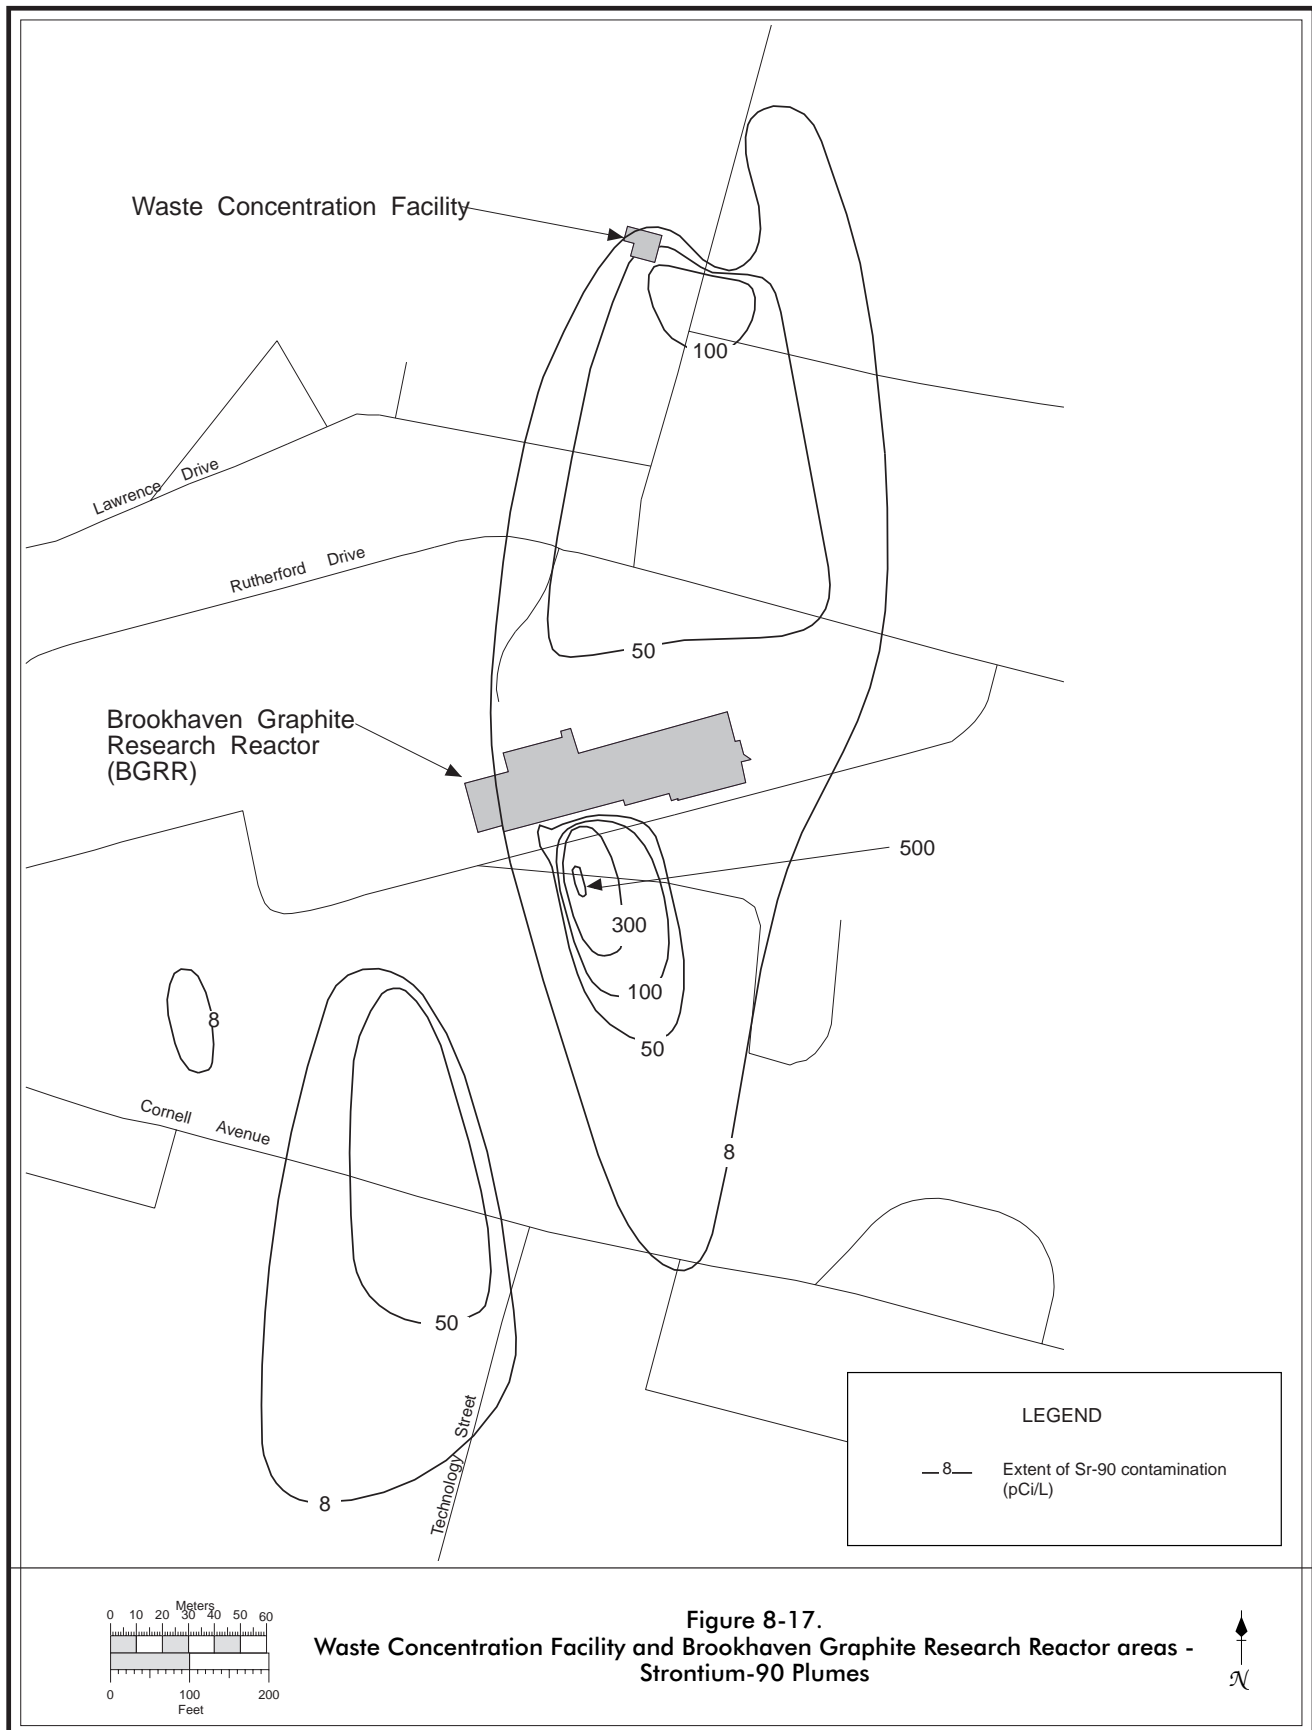 Waste Concentration Facility
100
Lawrence Drive
Rutherford Drive
50
Brookhaven Graphite
Research Reactor
(BGRR)
500
300
100
8
50
Cornell Avenue
8
50
Technology Street
8
LEGEND
8
Extent of Sr-90 contamination
(pCi/L)
Meters
0 10 20 30 40 50 60
0 100 200
Feet
Figure 8-17.
Waste Concentration Facility and Brookhaven Graphite Research Reactor areas -
Strontium-90 Plumes
N